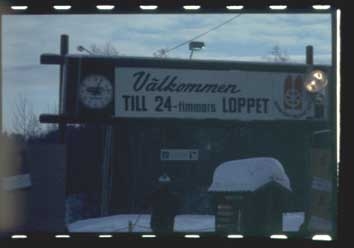 Välkommen
TILL 24-timmars LOPPET